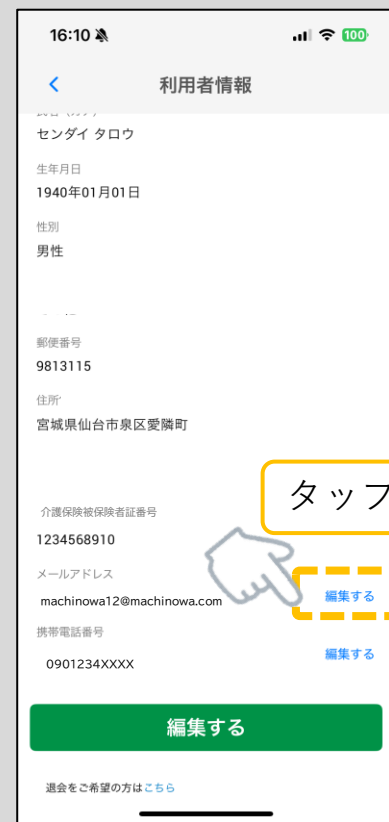 16:10
100
利用者情報
センダイ タロウ
生年月日
1940年01月01日
性別
男性
郵便番号
9813115
住所
宮城県仙台市泉区愛隣町
タップ
介護保険被保険者証番号
1234568910
メールアドレス
machinowa12@machinowa.com
編集する
携帯電話番号
0901234XXXX
編集する
編集する
退会をご希望の方はこちら